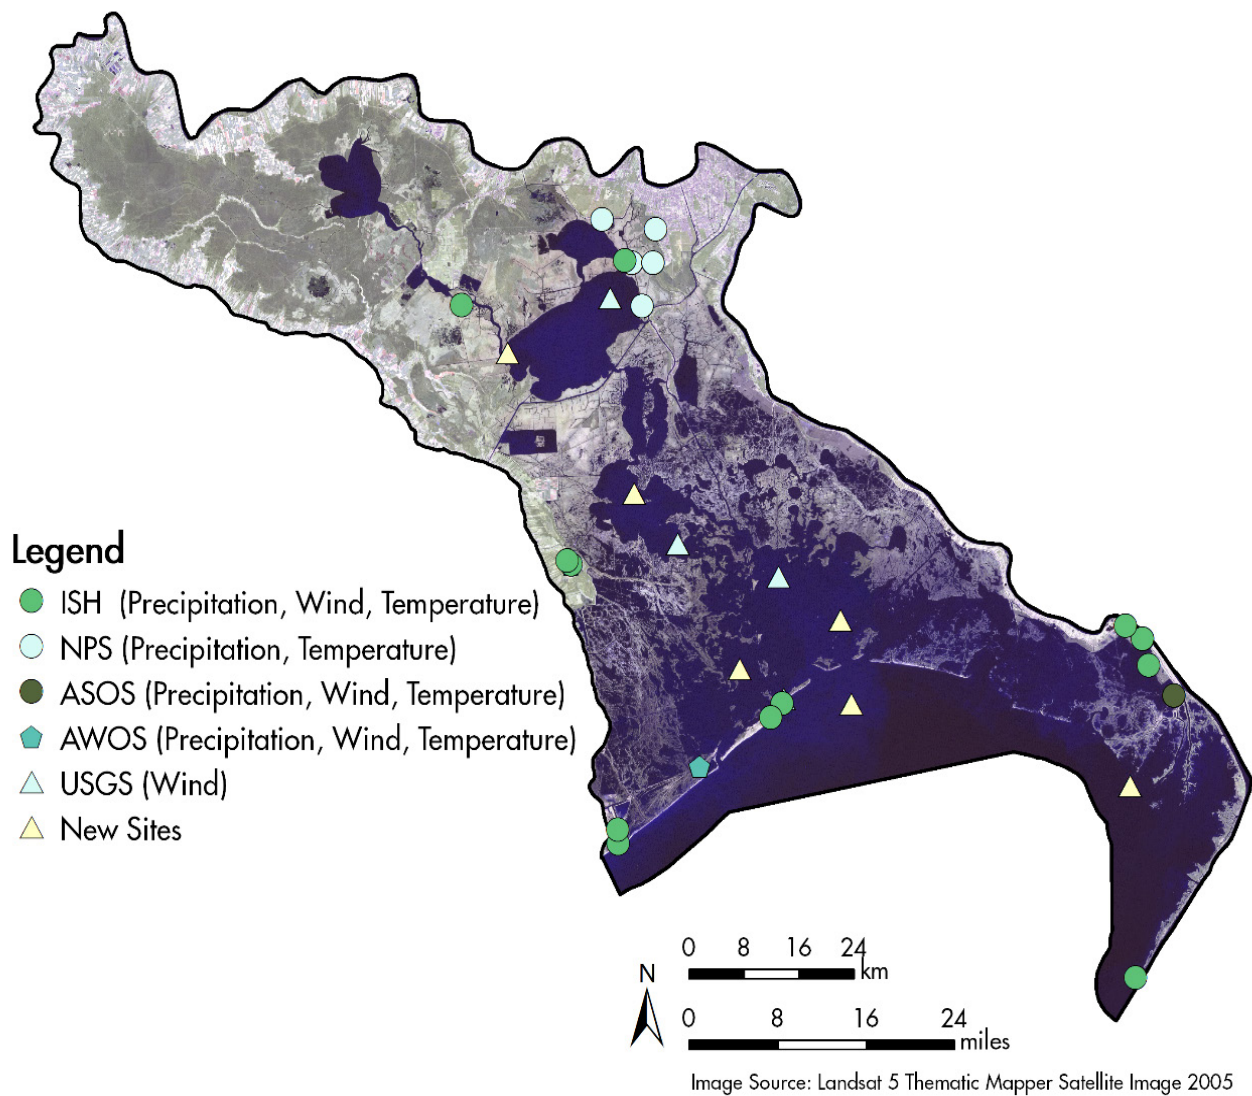 Legend
ISH (Precipitation, Wind, Temperature)
NPS (Precipitation, Temperature)
ASOS (Precipitation, Wind, Temperature)
AWOS (Precipitation, Wind, Temperature)
USGS (Wind)
New Sites
N
0 8 16 24
km
0 8 16 24
miles
Image Source: Landsat 5 Thematic Mapper Satellite Image 2005